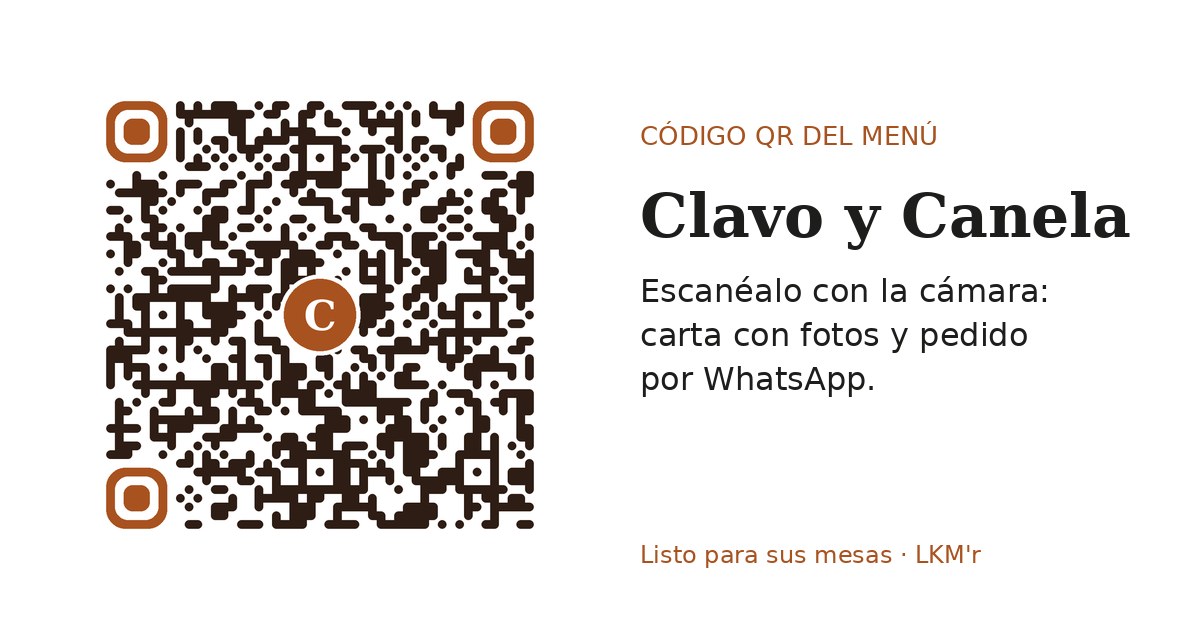 C
CÓDIGO QR DEL MENÚ
Clavo y Canela
Escanéalo con la cámara:
carta con fotos y pedido
por WhatsApp.
Listo para sus mesas · LKM'r